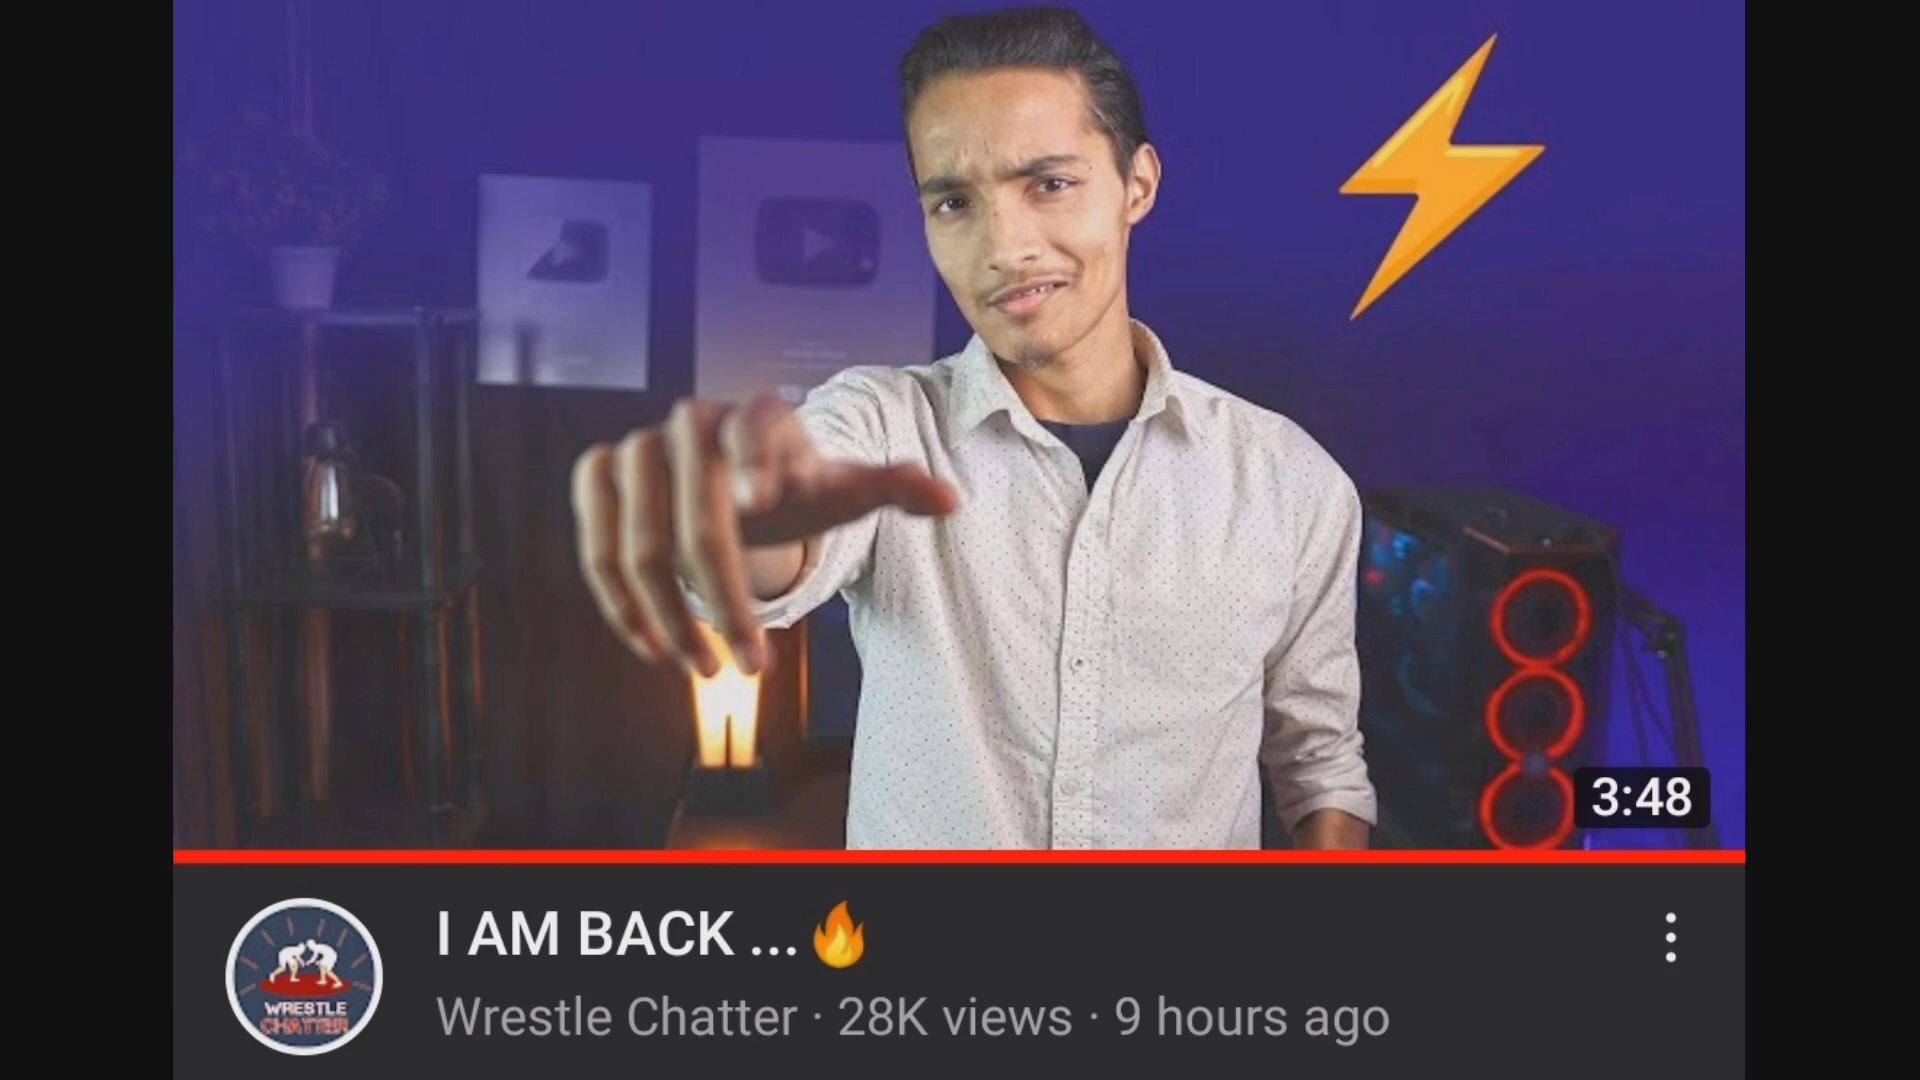 3:48
I AM BACK ...🔥
Wrestle Chatter · 28K views · 9 hours ago
WRESTLE
CHATTER